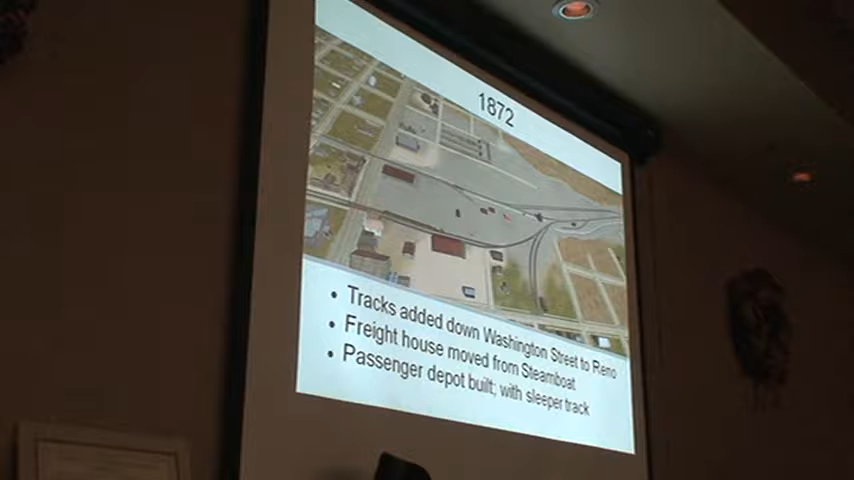 1872
• Tracks added down Washington Street to Reno
• Freight house moved from Steamboat
• Passenger depot built; with sleeper track